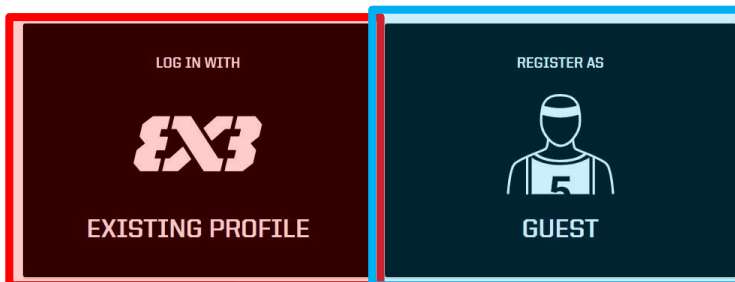 LOG IN WITH
3X3
EXISTING PROFILE
REGISTER AS
5
GUEST